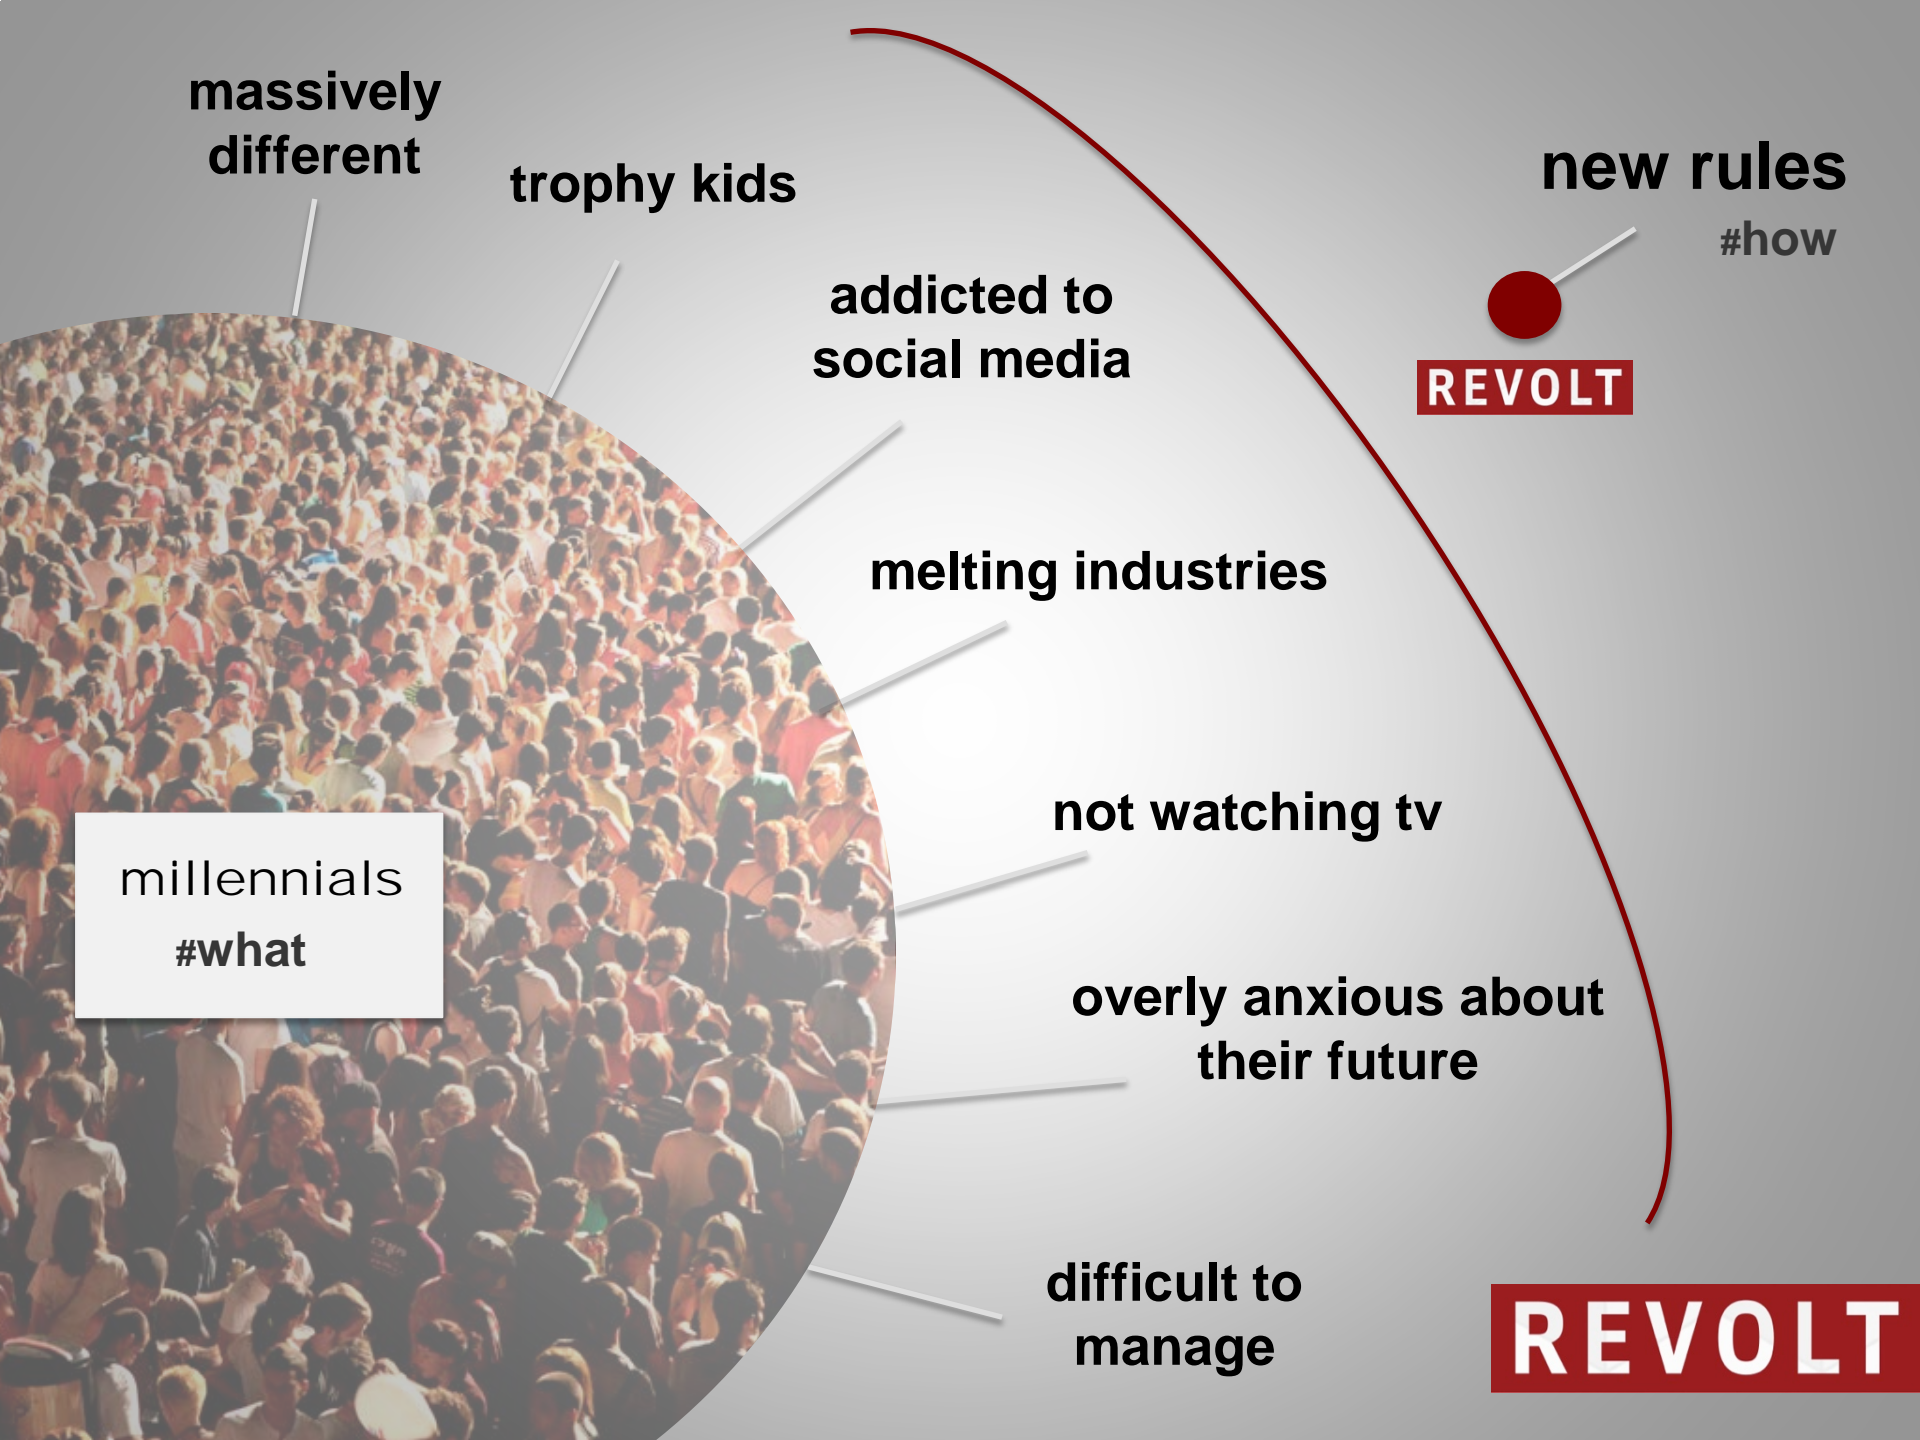 massively
different
trophy kids
new rules
#how
addicted to
social media
REVOLT
melting industries
not watching tv
millennials
#what
overly anxious about
their future
difficult to
manage
REVOLT